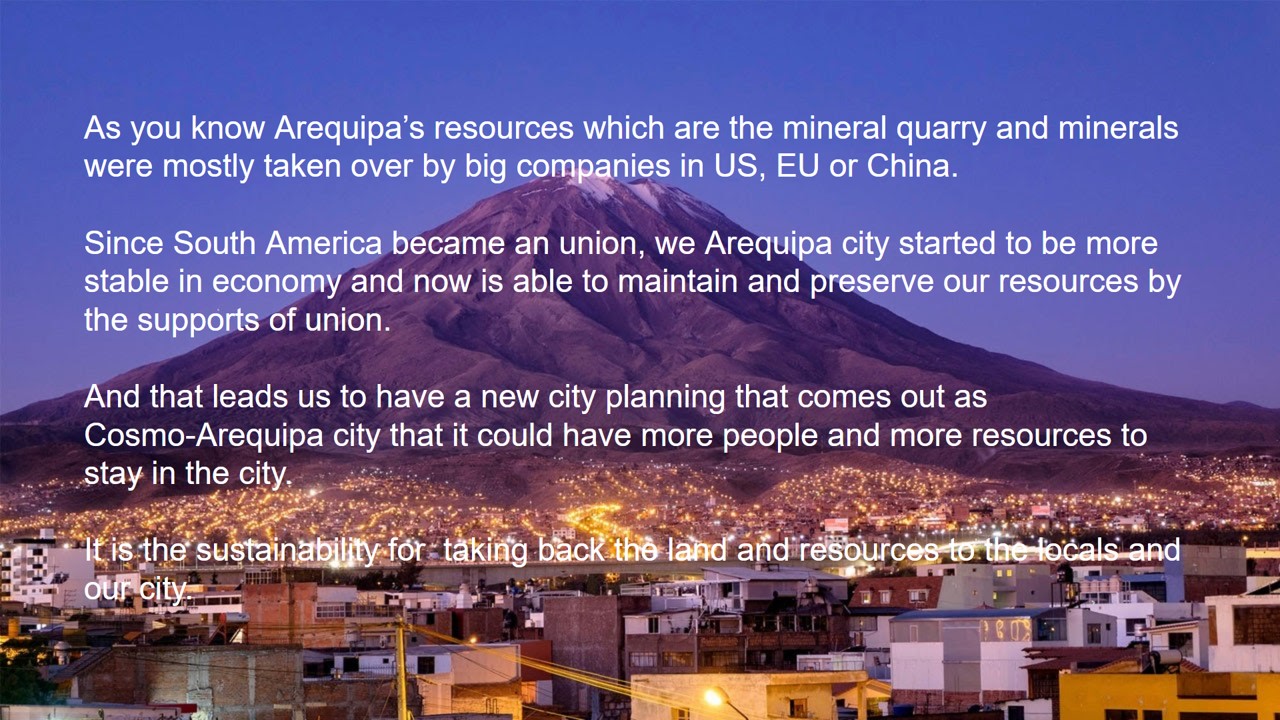 As you know Arequipa’s resources which are the mineral quarry and minerals
were mostly taken over by big companies in US, EU or China.
Since South America became an union, we Arequipa city started to be more
stable in economy and now is able to maintain and preserve our resources by
the supports of union.
And that leads us to have a new city planning that comes out as
Cosmo-Arequipa city that it could have more people and more resources to
stay in the city.
It is the sustainability for  taking back the land and resources to the locals and
our city.